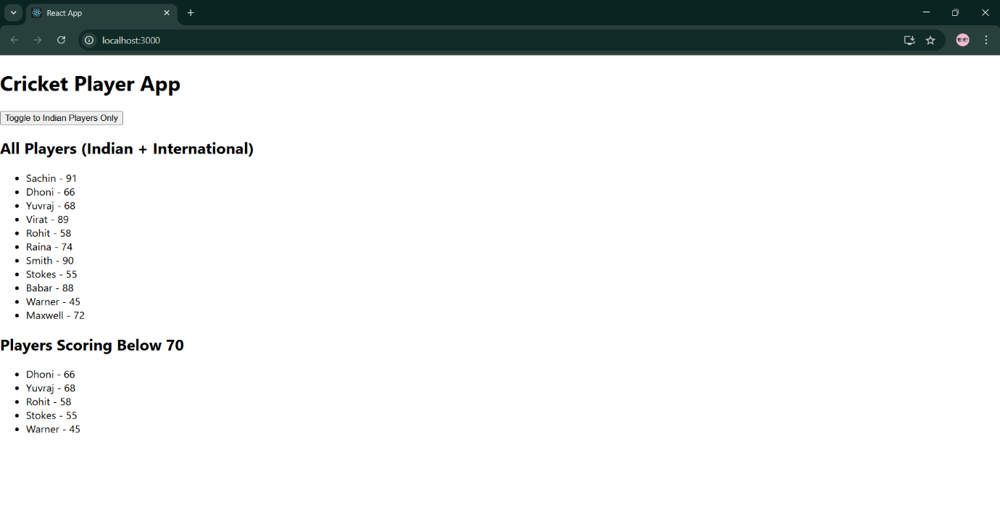 React App
localhost:3000
Cricket Player App
Toggle to Indian Players Only
All Players (Indian + International)
Sachin - 91
Dhoni - 66
Yuvraj - 68
Virat - 89
Rohit - 58
Raina - 74
Smith - 90
Stokes - 55
Babar - 88
Warner - 45
Maxwell - 72
Players Scoring Below 70
Dhoni - 66
Yuvraj - 68
Rohit - 58
Stokes - 55
Warner - 45